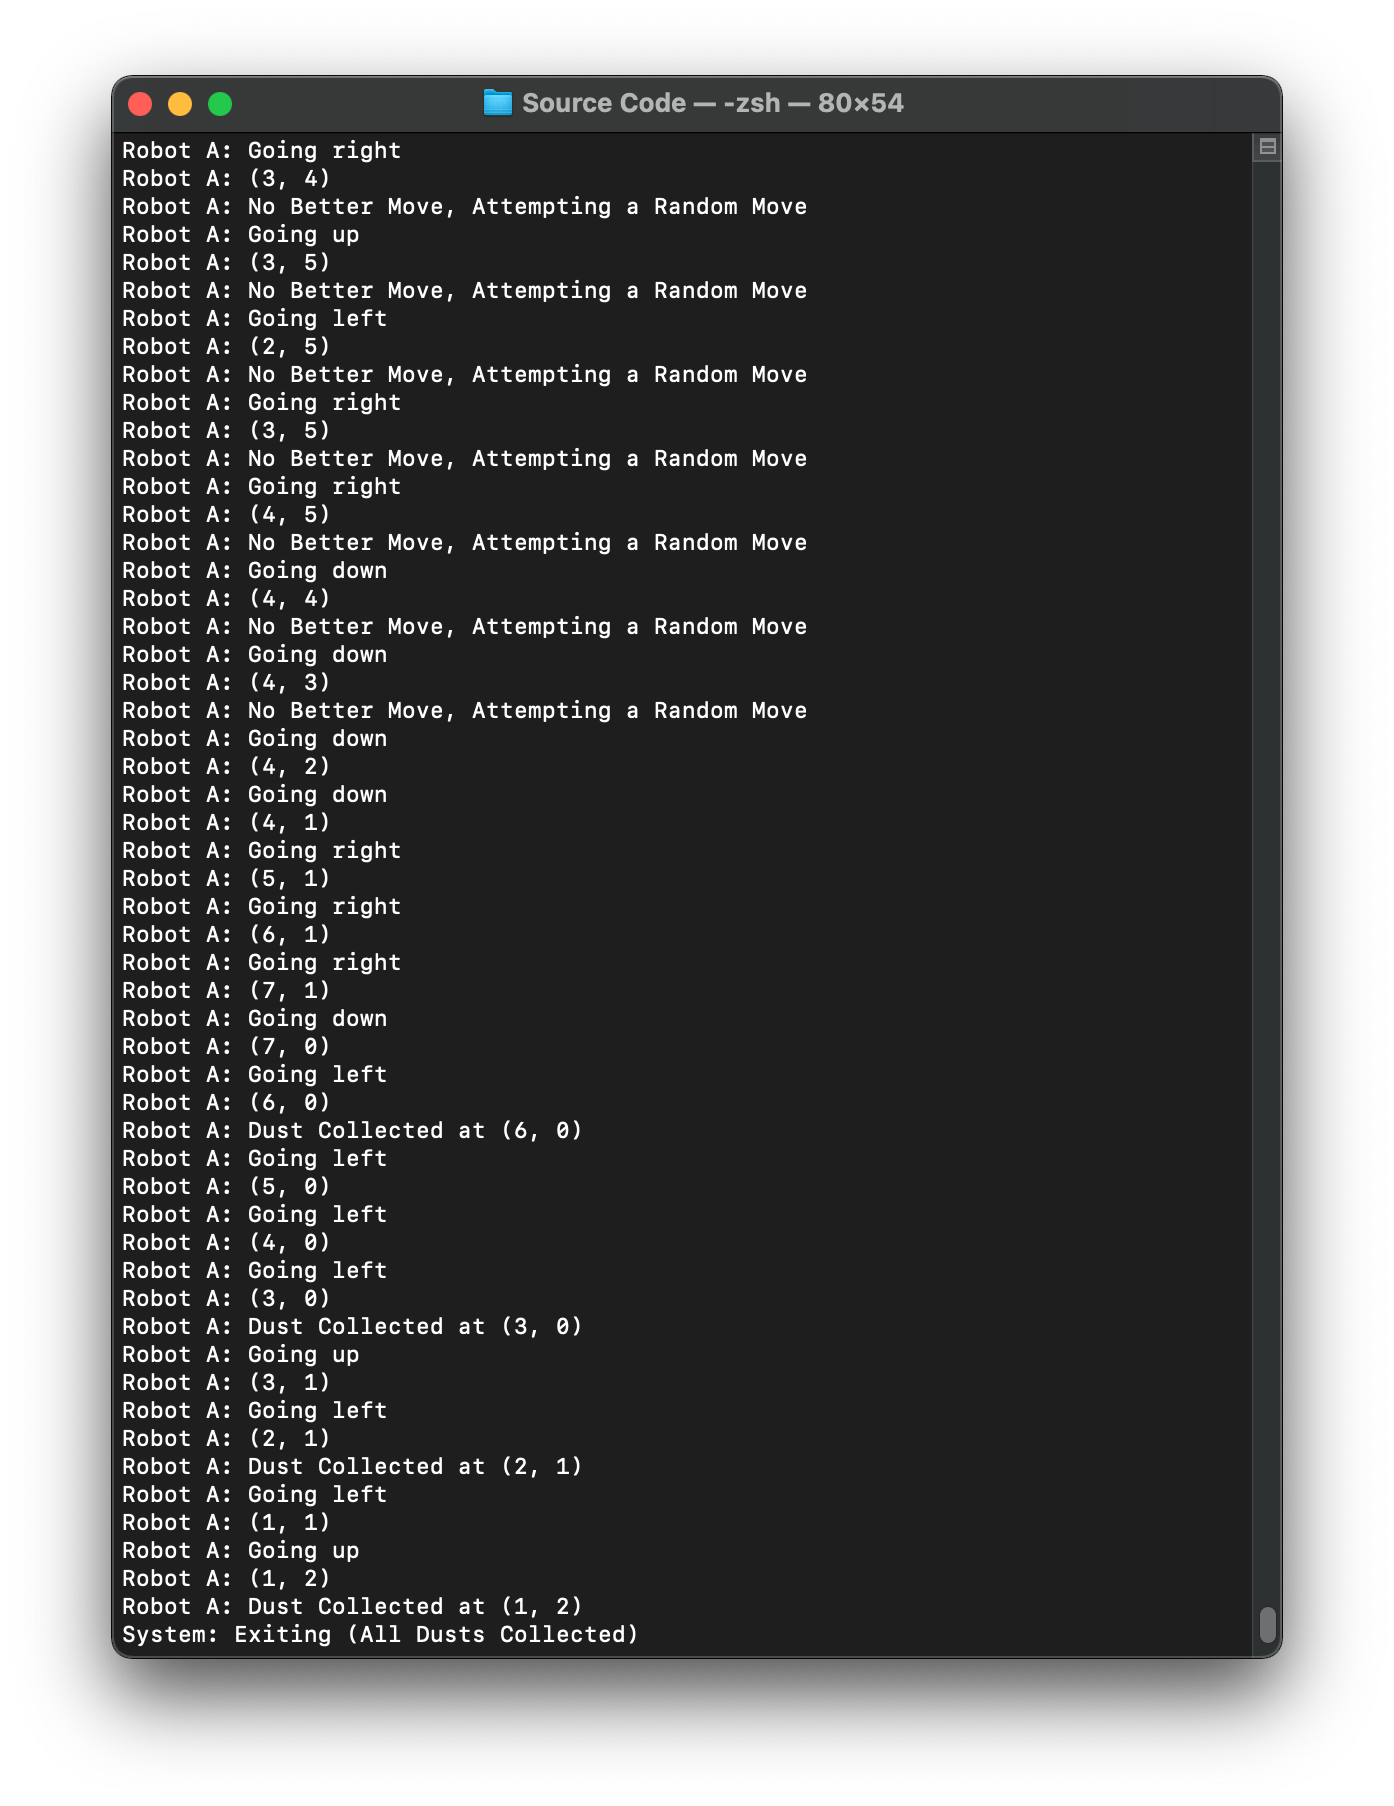 Source Code — -zsh — 80×54
Robot A: Going right
Robot A: (3, 4)
Robot A: No Better Move, Attempting a Random Move
Robot A: Going up
Robot A: (3, 5)
Robot A: No Better Move, Attempting a Random Move
Robot A: Going left
Robot A: (2, 5)
Robot A: No Better Move, Attempting a Random Move
Robot A: Going right
Robot A: (3, 5)
Robot A: No Better Move, Attempting a Random Move
Robot A: Going right
Robot A: (4, 5)
Robot A: No Better Move, Attempting a Random Move
Robot A: Going down
Robot A: (4, 4)
Robot A: No Better Move, Attempting a Random Move
Robot A: Going down
Robot A: (4, 3)
Robot A: No Better Move, Attempting a Random Move
Robot A: Going down
Robot A: (4, 2)
Robot A: Going down
Robot A: (4, 1)
Robot A: Going right
Robot A: (5, 1)
Robot A: Going right
Robot A: (6, 1)
Robot A: Going right
Robot A: (7, 1)
Robot A: Going down
Robot A: (7, 0)
Robot A: Going left
Robot A: (6, 0)
Robot A: Dust Collected at (6, 0)
Robot A: Going left
Robot A: (5, 0)
Robot A: Going left
Robot A: (4, 0)
Robot A: Going left
Robot A: (3, 0)
Robot A: Dust Collected at (3, 0)
Robot A: Going up
Robot A: (3, 1)
Robot A: Going left
Robot A: (2, 1)
Robot A: Dust Collected at (2, 1)
Robot A: Going left
Robot A: (1, 1)
Robot A: Going up
Robot A: (1, 2)
Robot A: Dust Collected at (1, 2)
System: Exiting (All Dusts Collected)